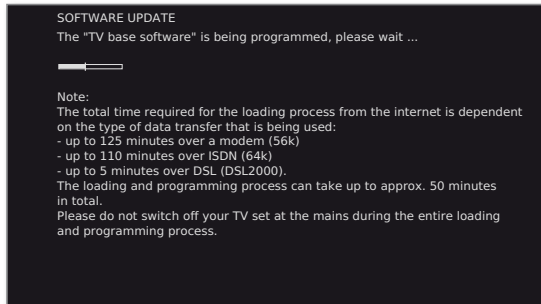 SOFTWARE UPDATE
The "TV base software" is being programmed, please wait ...
Note:
The total time required for the loading process from the internet is dependent
on the type of data transfer that is being used:
- up to 125 minutes over a modem (56k)
- up to 110 minutes over ISDN (64k)
- up to 5 minutes over DSL (DSL2000).
The loading and programming process can take up to approx. 50 minutes
in total.
Please do not switch off your TV set at the mains during the entire loading
and programming process.